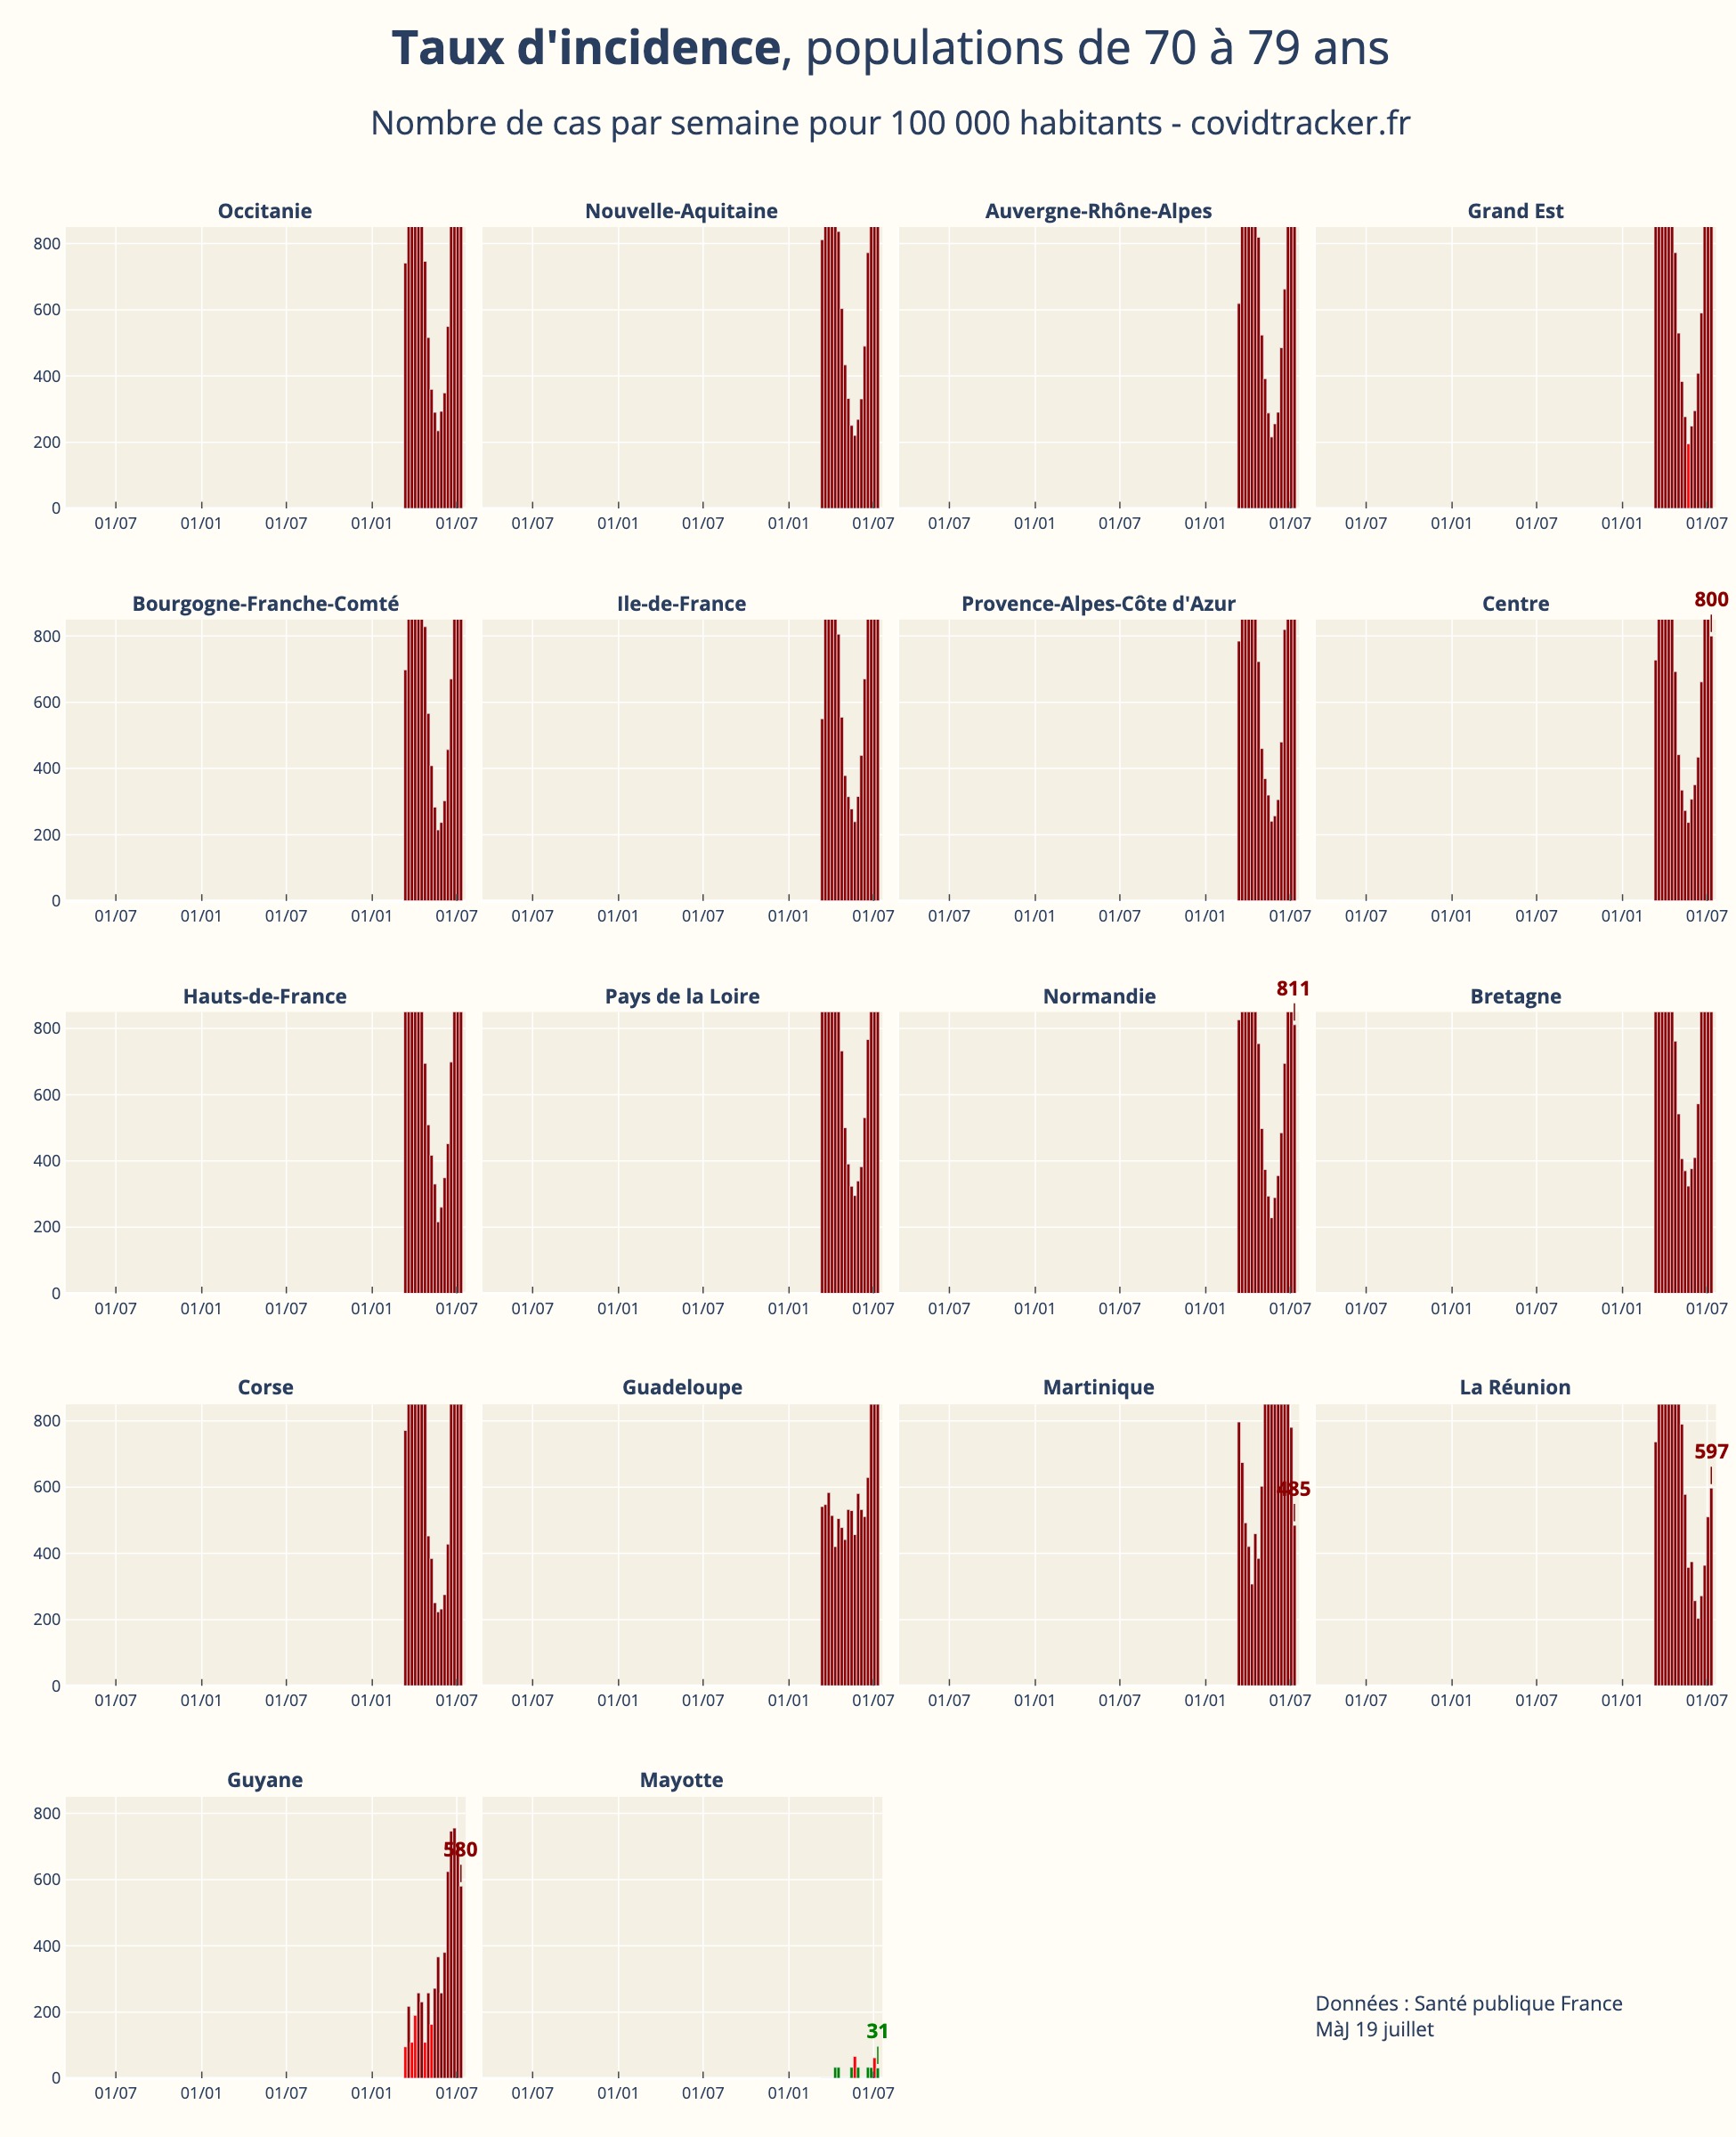 Taux d'incidence, populations de 70 à 79 ans
Nombre de cas par semaine pour 100 000 habitants - covidtracker.fr
Occitanie
Nouvelle-Aquitaine
Auvergne-Rhône-Alpes
Grand Est
800
600
400
200
0
01/07 01/01 01/07 01/01 01/07
01/07 01/01 01/07 01/01 01/07
01/07 01/01 01/07 01/01 01/07
01/07 01/01 01/07 01/01 01/07
Bourgogne-Franche-Comté
Ile-de-France
Provence-Alpes-Côte d'Azur
Centre
800
800
600
400
200
0
01/07 01/01 01/07 01/01 01/07
01/07 01/01 01/07 01/01 01/07
01/07 01/01 01/07 01/01 01/07
01/07 01/01 01/07 01/01 01/07
Hauts-de-France
Pays de la Loire
Normandie
811
Bretagne
800
600
400
200
0
01/07 01/01 01/07 01/01 01/07
01/07 01/01 01/07 01/01 01/07
01/07 01/01 01/07 01/01 01/07
01/07 01/01 01/07 01/01 01/07
Corse
Guadeloupe
Martinique
La Réunion
800
600
400
200
0
485
597
01/07 01/01 01/07 01/01 01/07
01/07 01/01 01/07 01/01 01/07
01/07 01/01 01/07 01/01 01/07
01/07 01/01 01/07 01/01 01/07
Guyane
Mayotte
800
600
400
200
0
580
31
01/07 01/01 01/07 01/01 01/07
01/07 01/01 01/07 01/01 01/07
Données : Santé publique France
MàJ 19 juillet